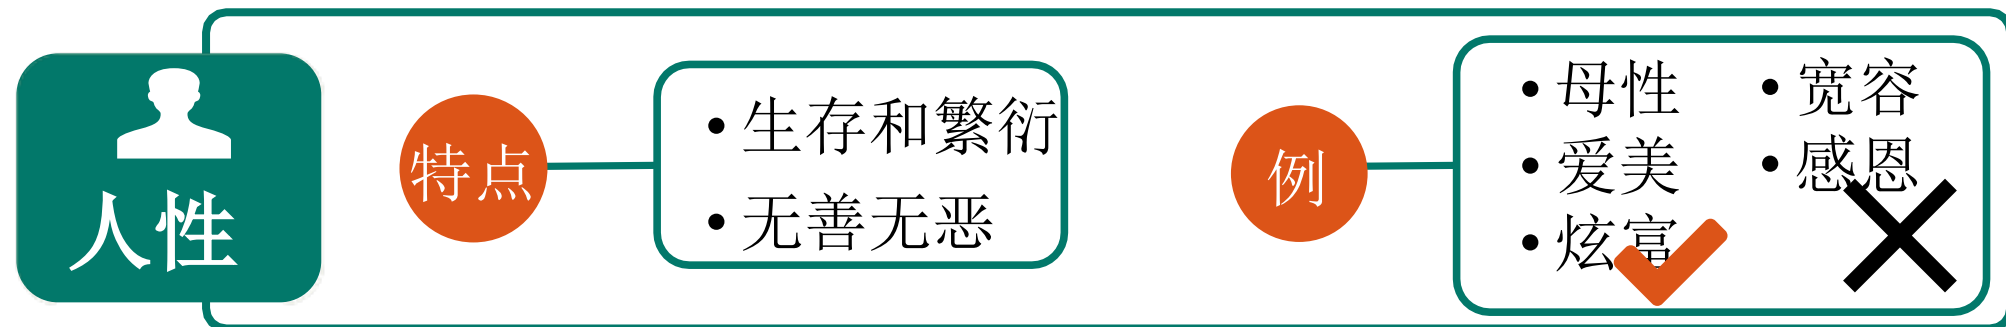 人性
特点
• 生存和繁衍
• 无善无恶
例
• 母性
• 爱美
• 炫富
• 宽容
• 感恩